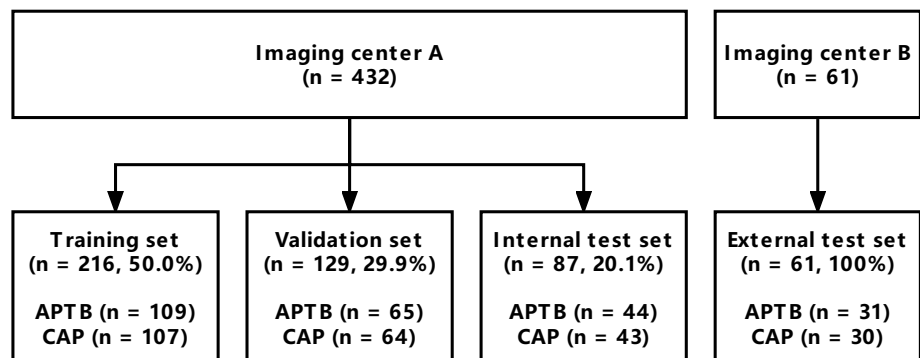 Imaging center A
(n = 432)
Imaging center B
(n = 61)
Training set
(n = 216, 50.0%)
APTB (n = 109)
CAP (n = 107)
Validation set
(n = 129, 29.9%)
APTB (n = 65)
CAP (n = 64)
Internal test set
(n = 87, 20.1%)
APTB (n = 44)
CAP (n = 43)
External test set
(n = 61, 100%)
APTB (n = 31)
CAP (n = 30)